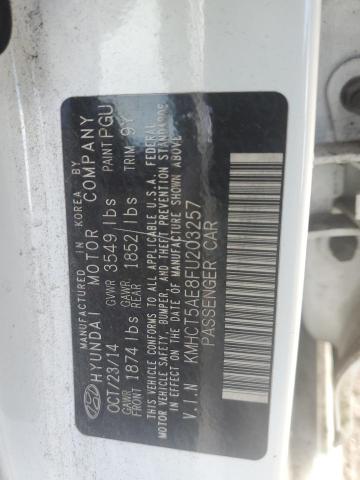 MANUFACTURED IN KOREA BY
HYUNDAI MOTOR COMPANY
OCT/23/14 GVWR 3549 lbs PAINT PGU
GAWR FRONT 1874 lbs GAWR REAR 1852 lbs TRIM 9Y
THIS VEHICLE CONFORMS TO ALL APPLICABLE U.S.A. FEDERAL
MOTOR VEHICLE SAFETY, BUMPER, AND THEFT PREVENTION STANDARDS
IN EFFECT ON THE DATE OF MANUFACTURE SHOWN ABOVE.
V.I.N KMHCT5AE8FU203257
PASSENGER CAR